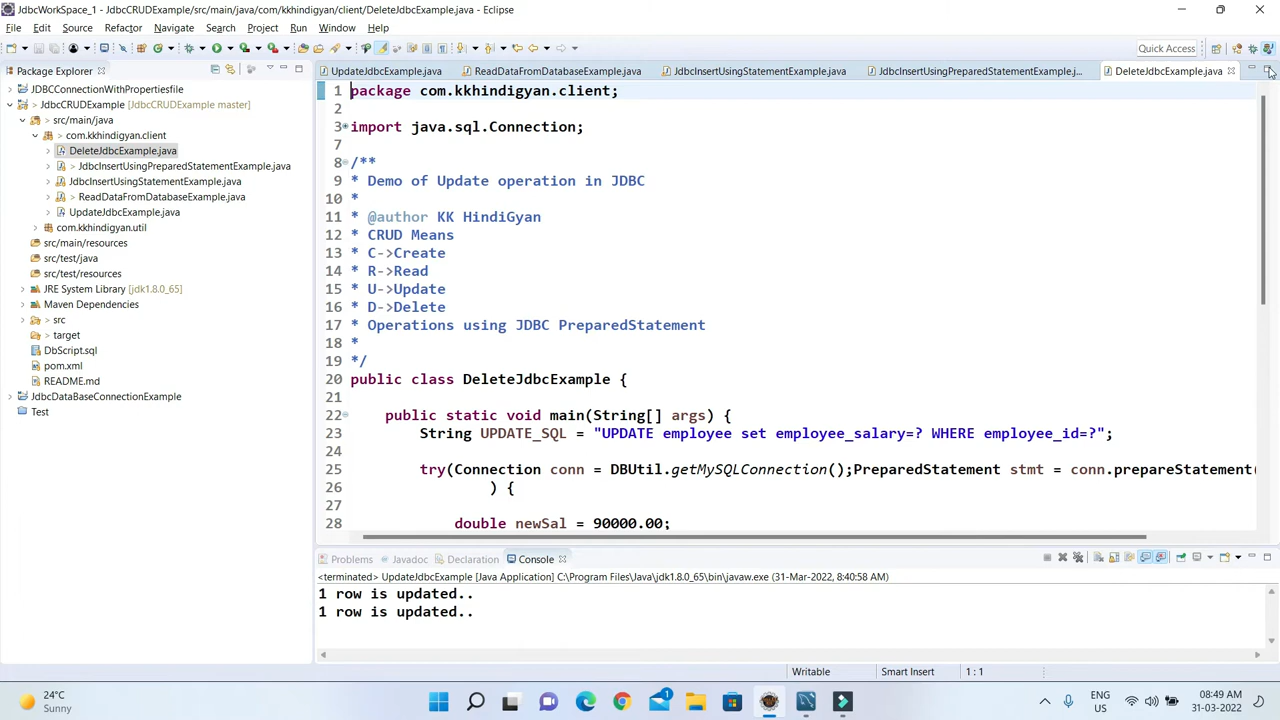 JdbcWorkSpace_1 - JdbcCRUDExample/src/main/java/com/kkhindigyan/client/DeleteJdbcExample.java - Eclipse
File Edit Source Refactor Navigate Search Project Run Window Help
Quick Access
Package Explorer
JDBCConnectionWithPropertiesfile
> JdbcCRUDExample [JdbcCRUDExample master]
> src/main/java
> com.kkhindigyan.client
DeleteJdbcExample.java
> JdbcInsertUsingPreparedStatementExample.java
JdbcInsertUsingStatementExample.java
> ReadDataFromDatabaseExample.java
UpdateJdbcExample.java
com.kkhindigyan.util
src/main/resources
src/test/java
src/test/resources
JRE System Library [jdk1.8.0_65]
Maven Dependencies
> src
> target
DbScript.sql
pom.xml
README.md
JdbcDataBaseConnectionExample
Test
UpdateJdbcExample.java ReadDataFromDatabaseExample.java JdbcInsertUsingStatementExample.java JdbcInsertUsingPreparedStatementExample.j... DeleteJdbcExample.java
1 package com.kkhindigyan.client;
2
3 import java.sql.Connection;
7
8 /**
9 * Demo of Update operation in JDBC
10 *
11 * @author KK HindiGyan
12 * CRUD Means
13 * C->Create
14 * R->Read
15 * U->Update
16 * D->Delete
17 * Operations using JDBC PreparedStatement
18 *
19 */
20 public class DeleteJdbcExample {
21
22 public static void main(String[] args) {
23 String UPDATE_SQL = "UPDATE employee set employee_salary=? WHERE employee_id=?";
24
25 try(Connection conn = DBUtil.getMySQLConnection();PreparedStatement stmt = conn.prepareStatement(
26 ) {
27
28 double newSal = 90000.00;
Problems Javadoc Declaration Console
<terminated> UpdateJdbcExample [Java Application] C:\Program Files\Java\jdk1.8.0_65\bin\javaw.exe (31-Mar-2022, 8:40:58 AM)
1 row is updated..
1 row is updated..
Writable Smart Insert 1 : 1
24°C
Sunny
1
ENG
US
08:49 AM
31-03-2022